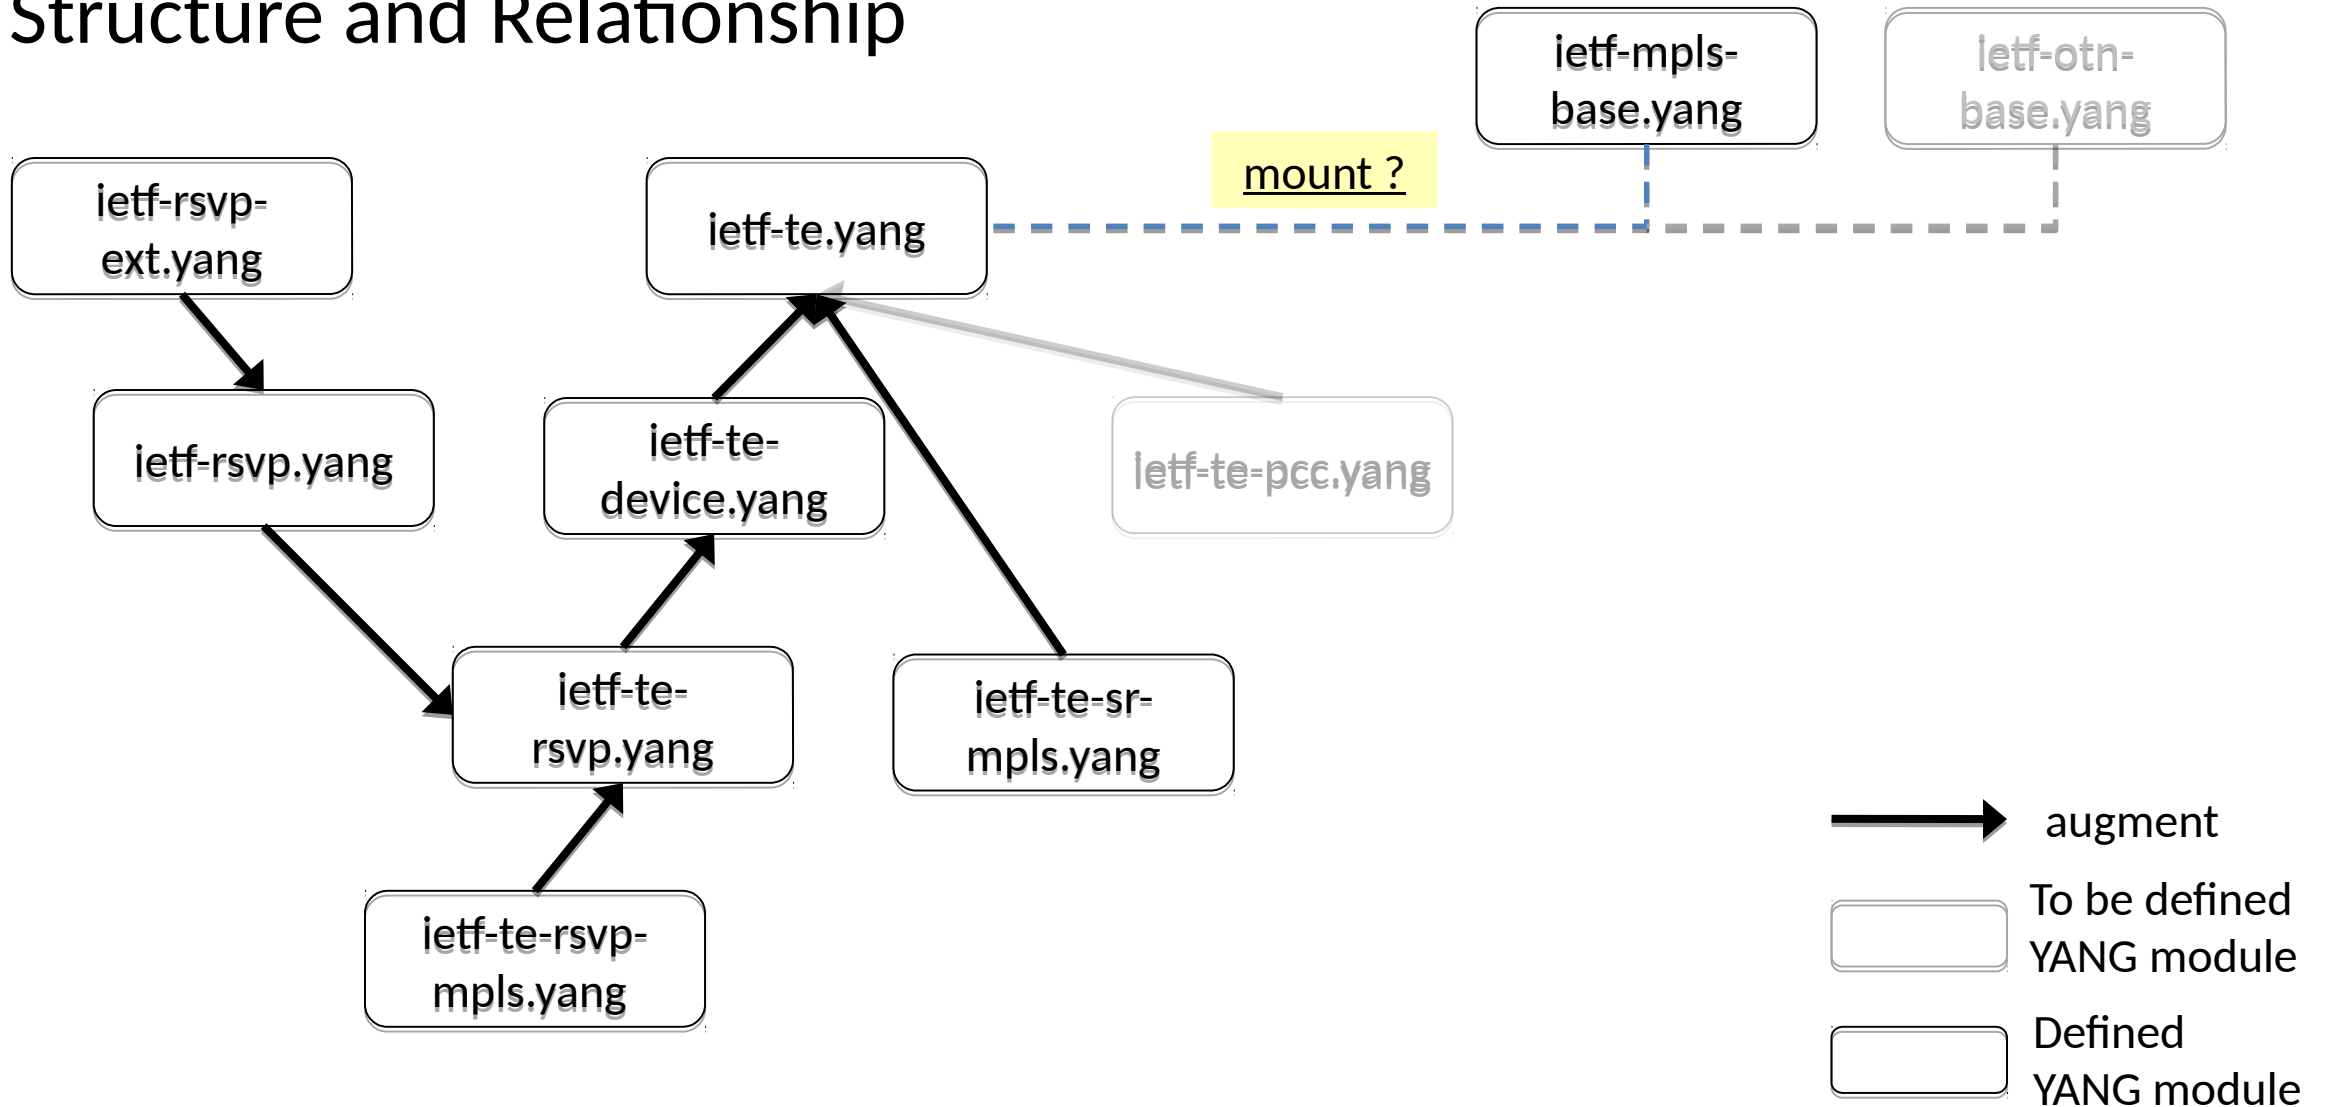 Structure and Relationship
ietf-mpls-
base.yang
ietf-otn-
base.yang
mount ?
ietf-rsvp-
ext.yang
ietf-te.yang
ietf-rsvp.yang
ietf-te-
device.yang
ietf-te-pcc.yang
ietf-te-
rsvp.yang
ietf-te-sr-
mpls.yang
ietf-te-rsvp-
mpls.yang
augment
To be defined
YANG module
Defined
YANG module